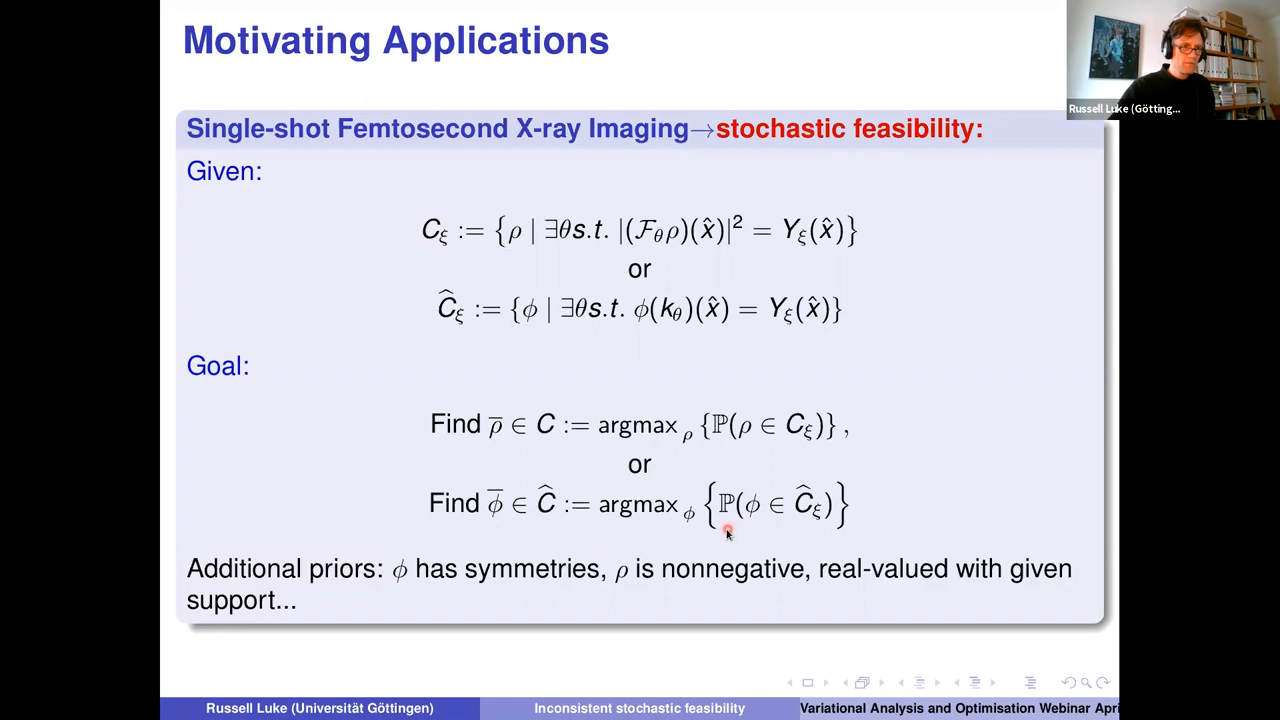 Motivating Applications
Russell Luke (Götting...
Single-shot Femtosecond X-ray Imaging→stochastic feasibility:
Given:
C_ξ := {ρ | ∃θ s.t. |(ℱ_θ ρ)(x̂)|² = Y_ξ(x̂)}
or
Ĉ_ξ := {ϕ | ∃θ s.t. ϕ(k_θ)(x̂) = Y_ξ(x̂)}
Goal:
Find ρ̄ ∈ C := argmax_ρ {ℙ(ρ ∈ C_ξ)},
or
Find ϕ̄ ∈ Ĉ := argmax_ϕ {ℙ(ϕ ∈ Ĉ_ξ)}
Additional priors: ϕ has symmetries, ρ is nonnegative, real-valued with given
support...
Russell Luke (Universität Göttingen)
Inconsistent stochastic feasibility
Variational Analysis and Optimisation Webinar Apri